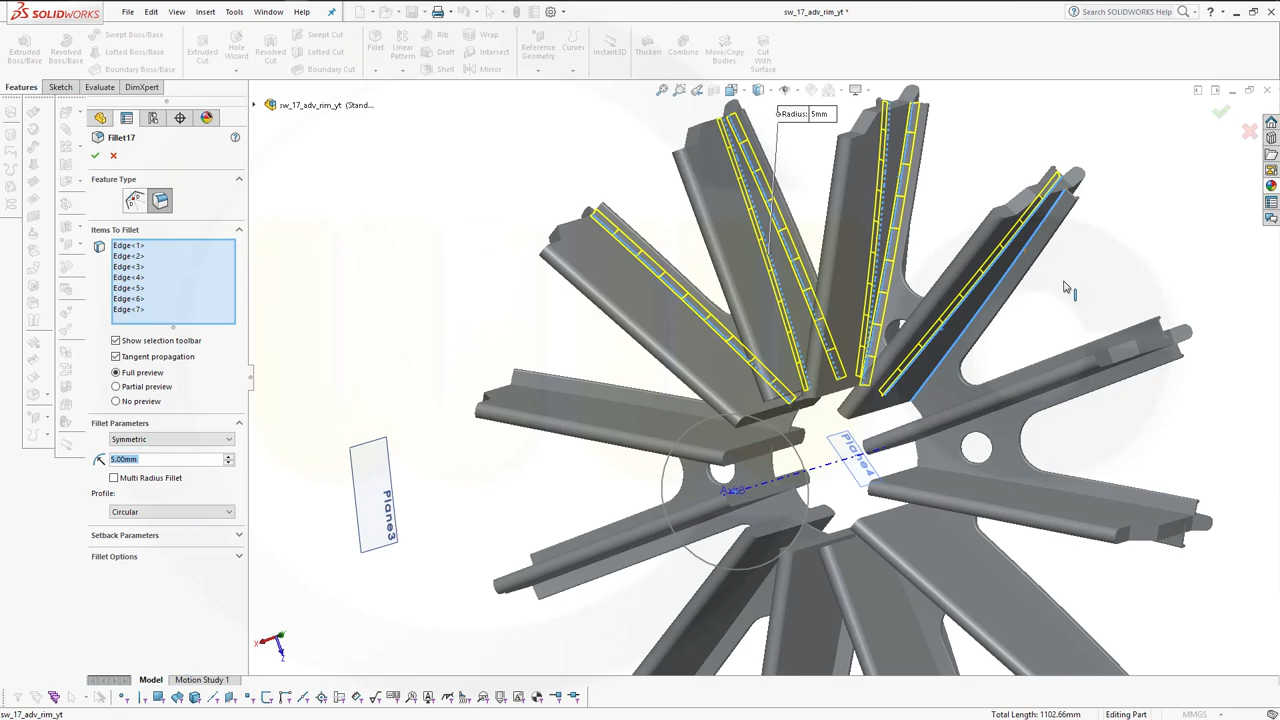 SOLIDWORKS
File Edit View Insert Tools Window Help
sw_17_adv_rim_yt *
Search SOLIDWORKS Help
Extruded Boss/Base
Revolved Boss/Base
Swept Boss/Base
Lofted Boss/Base
Boundary Boss/Base
Extruded Cut
Hole Wizard
Revolved Cut
Swept Cut
Lofted Cut
Boundary Cut
Fillet
Linear Pattern
Rib
Draft
Shell
Wrap
Intersect
Mirror
Reference Geometry
Curves
Instant3D
Thicken
Combine
Move/Copy Bodies
Cut With Surface
Features Sketch Evaluate DimXpert
sw_17_adv_rim_yt (Stand...
Fillet17
Feature Type
Items To Fillet
Edge<1>
Edge<2>
Edge<3>
Edge<4>
Edge<5>
Edge<6>
Edge<7>
Show selection toolbar
Tangent propagation
Full preview
Partial preview
No preview
Fillet Parameters
Symmetric
5.00mm
Multi Radius Fillet
Profile:
Circular
Setback Parameters
Fillet Options
Radius: 5mm
Plane3
Plane4
X
Z
Model Motion Study 1
sw_17_adv_rim_yt
Total Length: 1102.66mm
Editing Part
MMGS